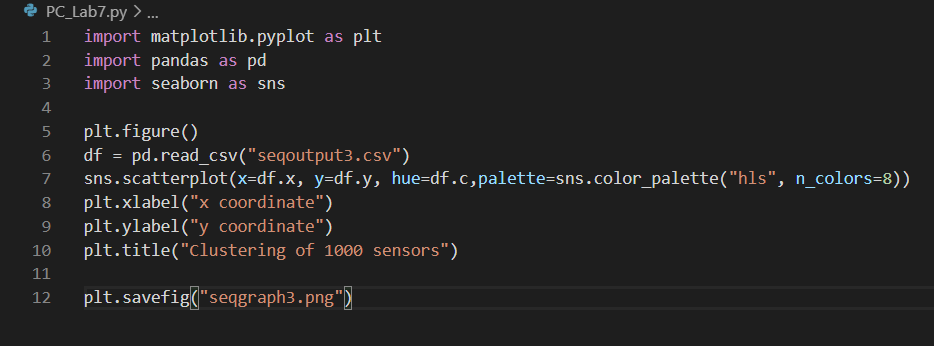 PC_Lab7.py > ...
1 import matplotlib.pyplot as plt
2 import pandas as pd
3 import seaborn as sns
4
5 plt.figure()
6 df = pd.read_csv("seqoutput3.csv")
7 sns.scatterplot(x=df.x, y=df.y, hue=df.c,palette=sns.color_palette("hls", n_colors=8))
8 plt.xlabel("x coordinate")
9 plt.ylabel("y coordinate")
10 plt.title("Clustering of 1000 sensors")
11
12 plt.savefig("seqgraph3.png")